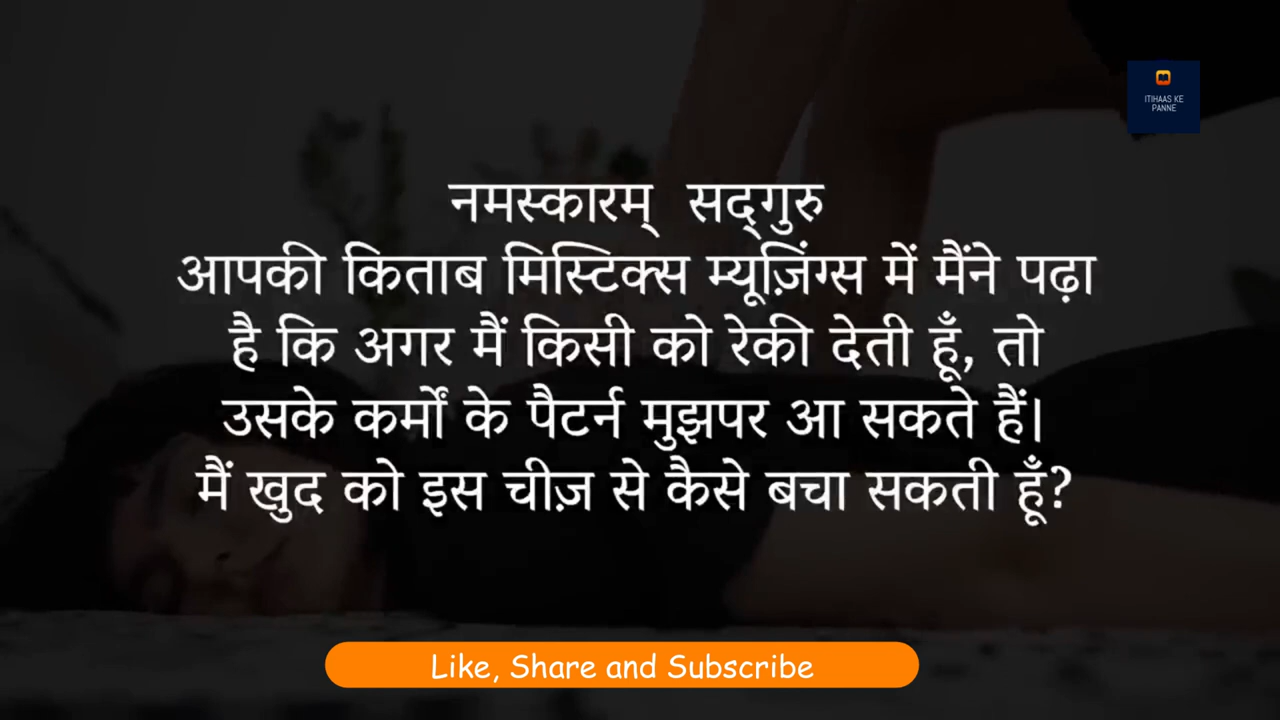 ITIHAAS KE
PANNE
नमस्कारम् सद्गुरु
आपकी किताब मिस्टिक्स म्यूज़िंग्स में मैंने पढ़ा
है कि अगर मैं किसी को रेकी देती हूँ, तो
उसके कर्मों के पैटर्न मुझपर आ सकते हैं।
मैं खुद को इस चीज़ से कैसे बचा सकती हूँ?
Like, Share and Subscribe